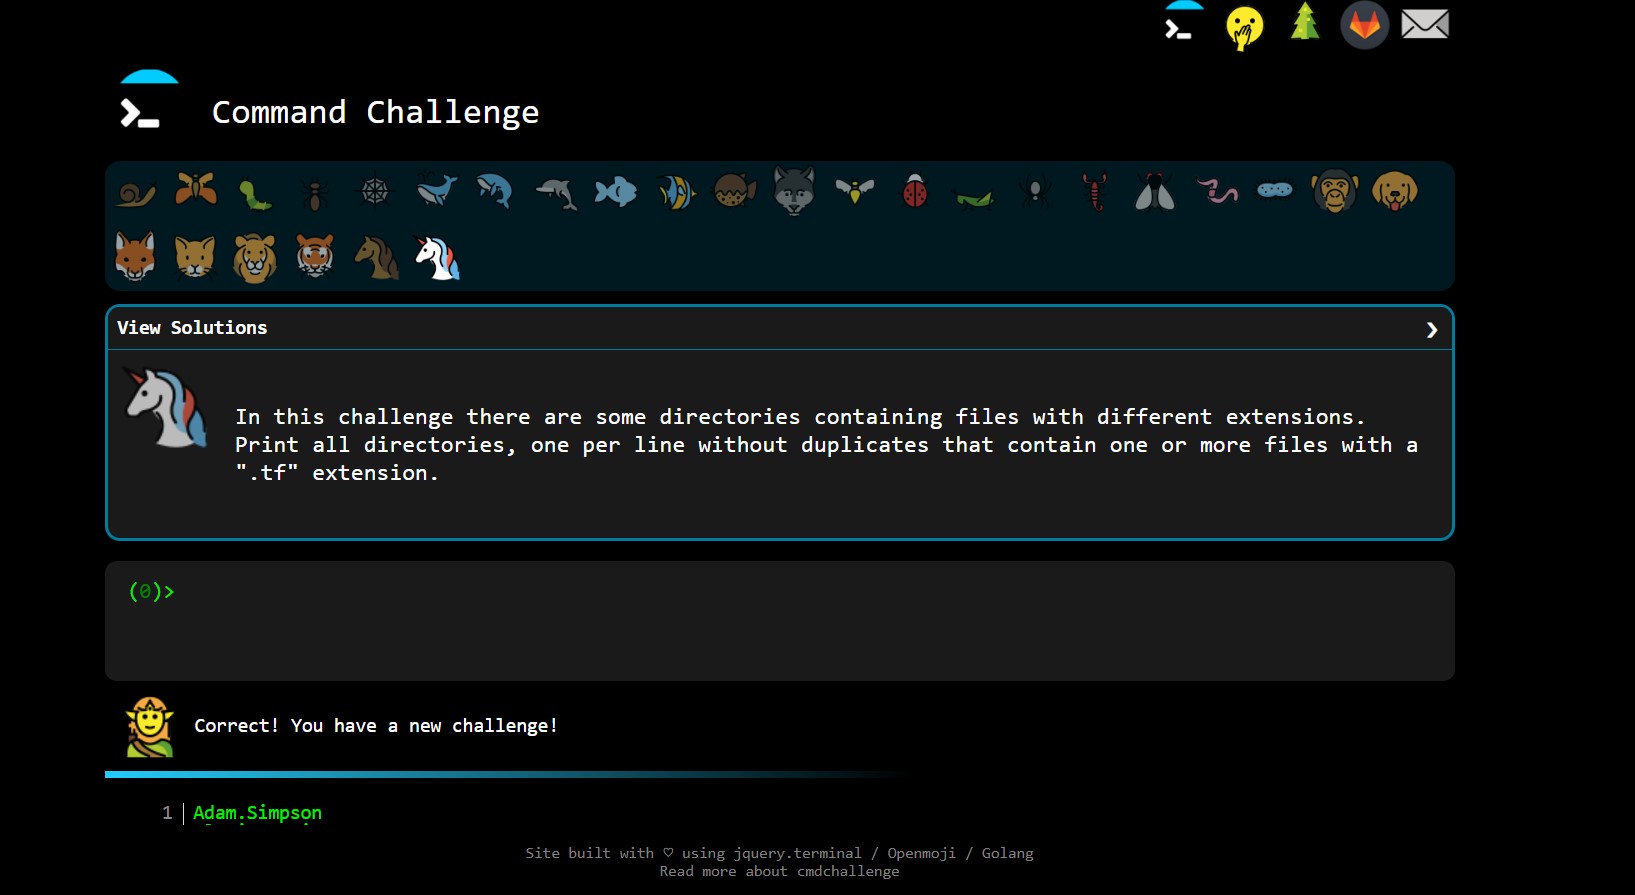 Command Challenge
View Solutions
In this challenge there are some directories containing files with different extensions.
Print all directories, one per line without duplicates that contain one or more files with a
".tf" extension.
(0)>
Correct! You have a new challenge!
1 Adam.Simpson
Site built with ♡ using jquery.terminal / Openmoji / Golang
Read more about cmdchallenge